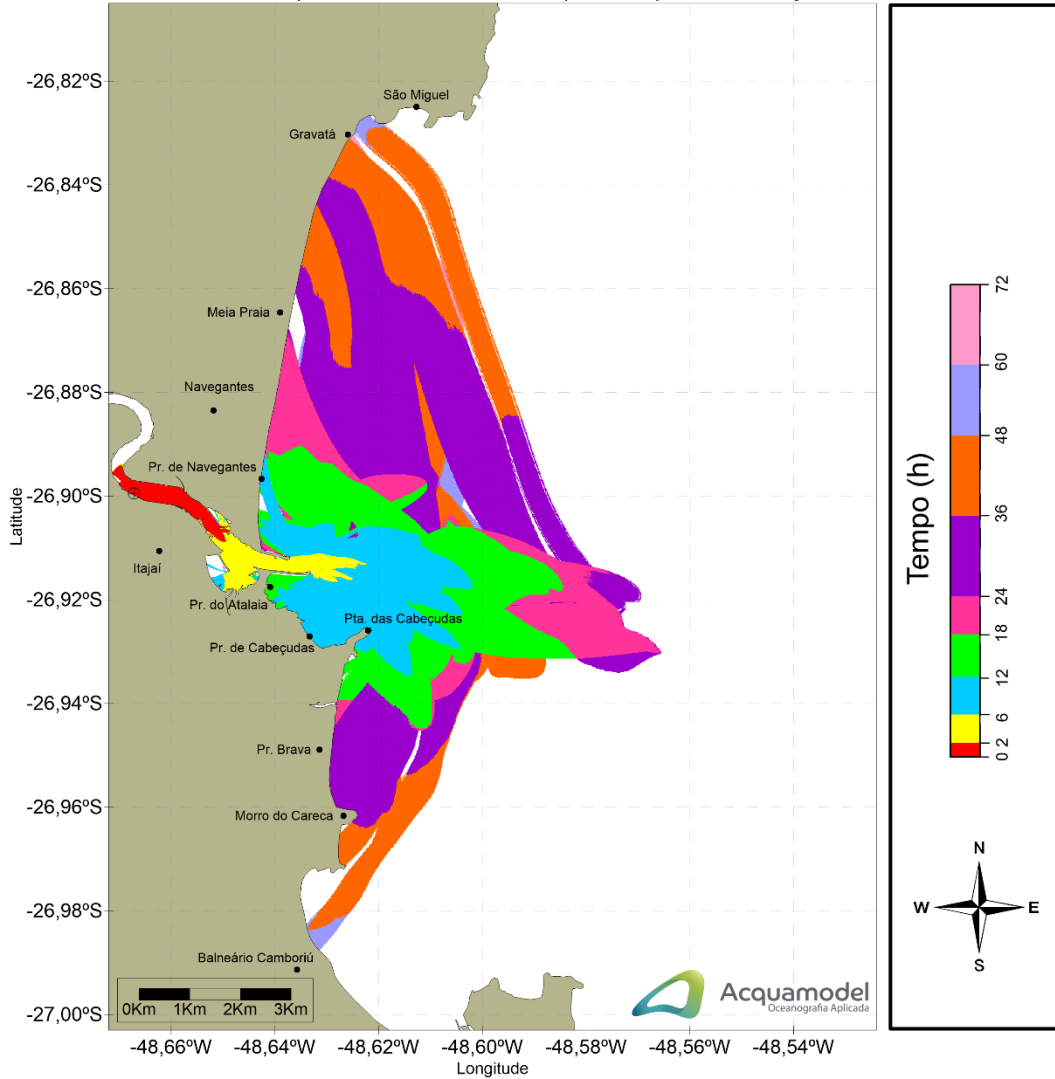 -26,82ºS
-26,84ºS
-26,86ºS
-26,88ºS
-26,90ºS
-26,92ºS
-26,94ºS
-26,96ºS
-26,98ºS
-27,00ºS
Latitude
São Miguel
Gravatá
Meia Praia
Navegantes
Pr. de Navegantes
Itajaí
Pr. do Atalaia
Pta. das Cabeçudas
Pr. de Cabeçudas
Pr. Brava
Morro do Careca
Balneário Camboriú
0Km 1Km 2Km 3Km
Acquamodel
Oceanografia Aplicada
-48,66ºW -48,64ºW -48,62ºW -48,60ºW -48,58ºW -48,56ºW -48,54ºW
Longitude
Tempo (h)
72
60
48
36
24
18
12
6
2
0
N
W E
S